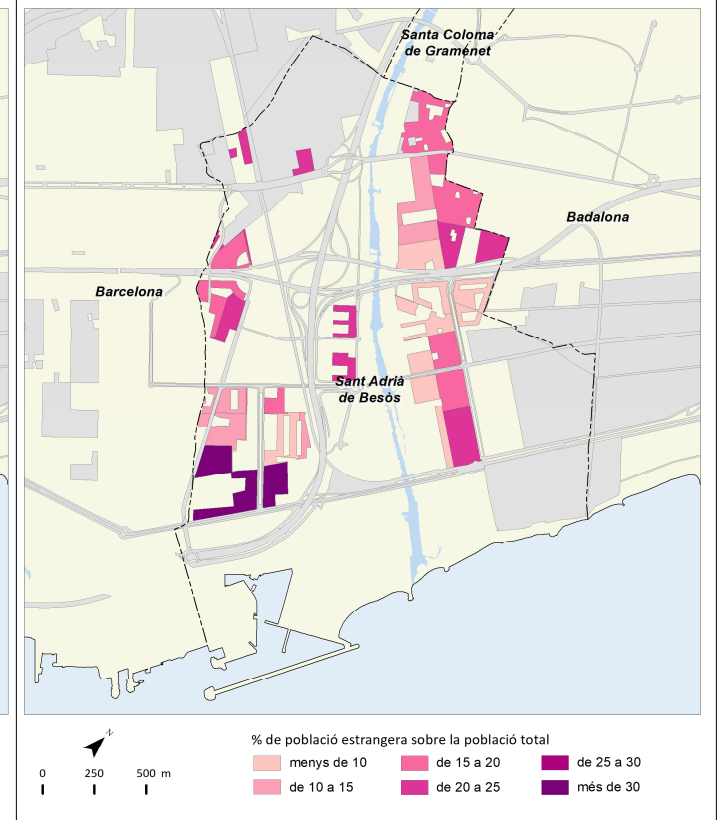 Santa Coloma
de Gramenet
Badalona
Barcelona
Sant Adrià
de Besòs
N
% de població estrangera sobre la població total
0 250 500 m
menys de 10
de 15 a 20
de 25 a 30
de 10 a 15
de 20 a 25
més de 30